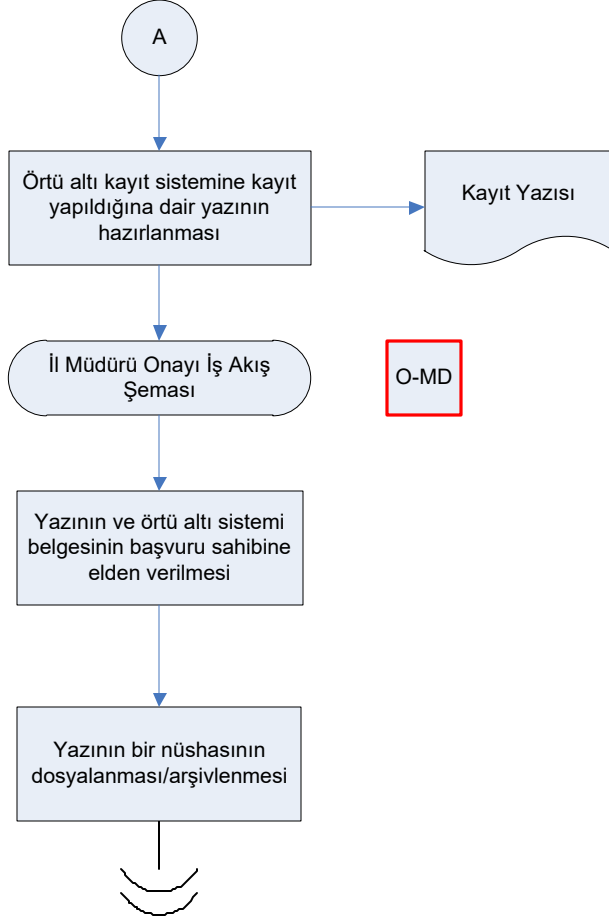 A
Örtü altı kayıt sistemine kayıt
yapıldığına dair yazının
hazırlanması
Kayıt Yazısı
İl Müdürü Onayı İş Akış
Şeması
O-MD
Yazının ve örtü altı sistemi
belgesinin başvuru sahibine
elden verilmesi
Yazının bir nüshasının
dosyalanması/arşivlenmesi